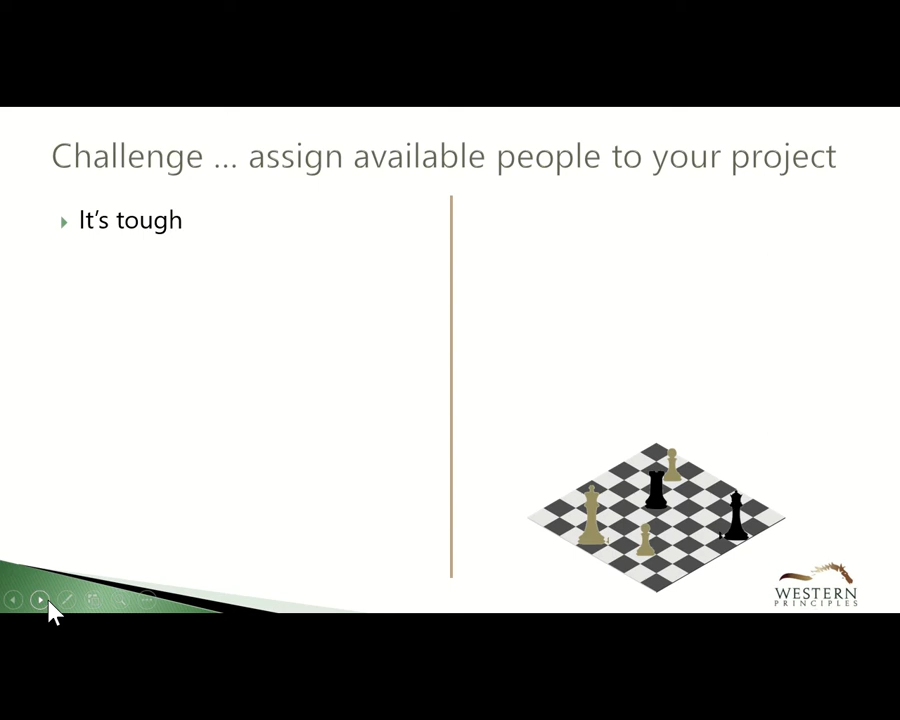 Challenge ... assign available people to your project
It's tough
WESTERN
PRINCIPLES